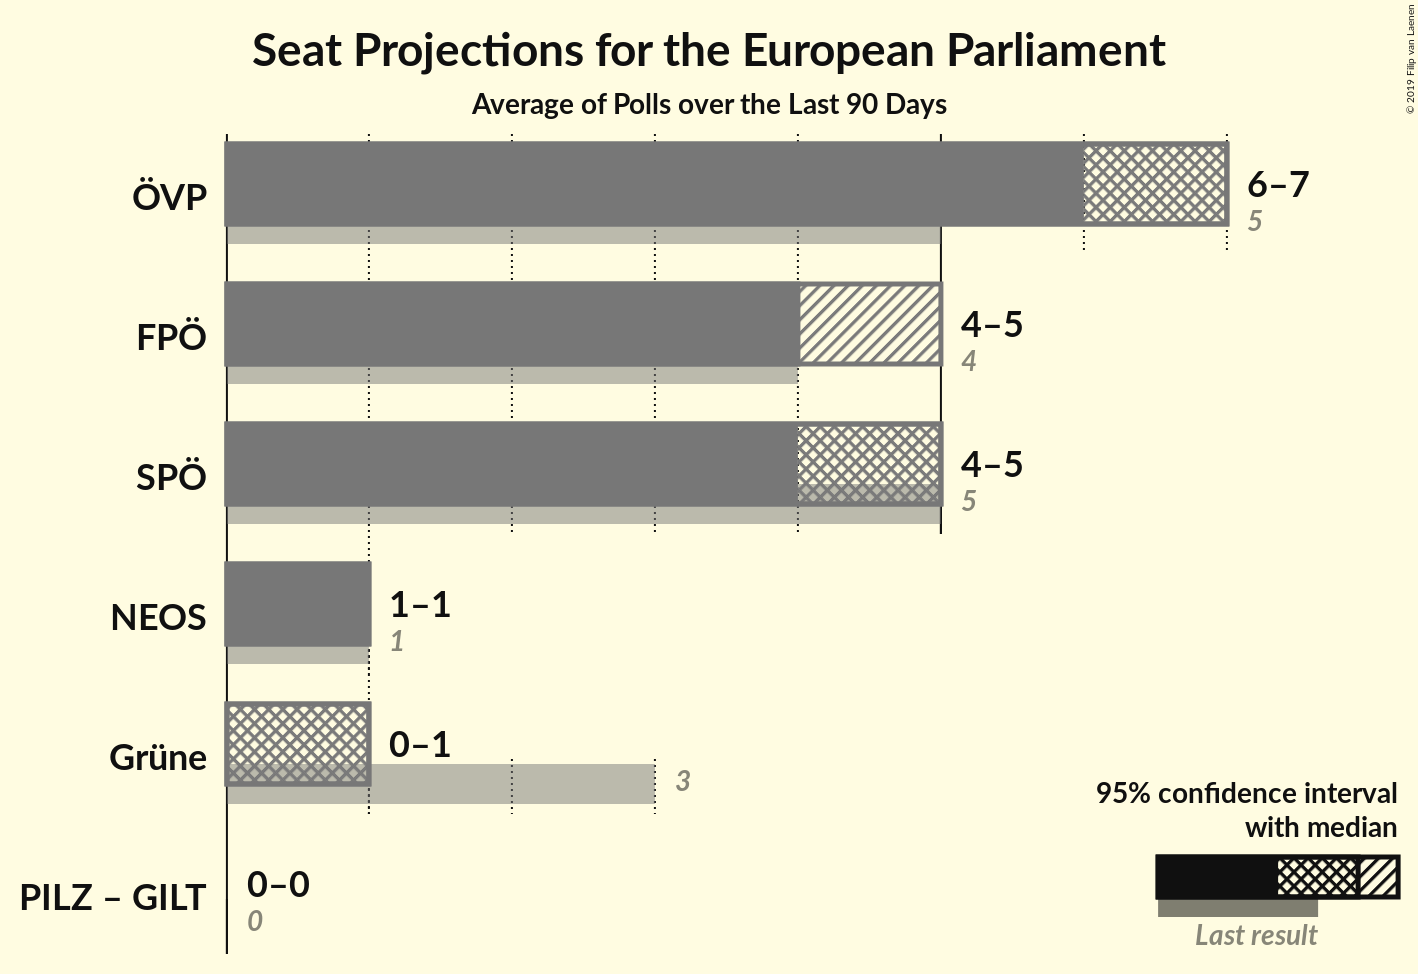 Seat Projections for the European Parliament
Average of Polls over the Last 90 Days
© 2019 Filip van Laenen
ÖVP
6–7
5
FPÖ
4–5
4
SPÖ
4–5
5
NEOS
1–1
1
Grüne
0–1
3
PILZ – GILT
0–0
0
95% confidence interval
with median
Last result